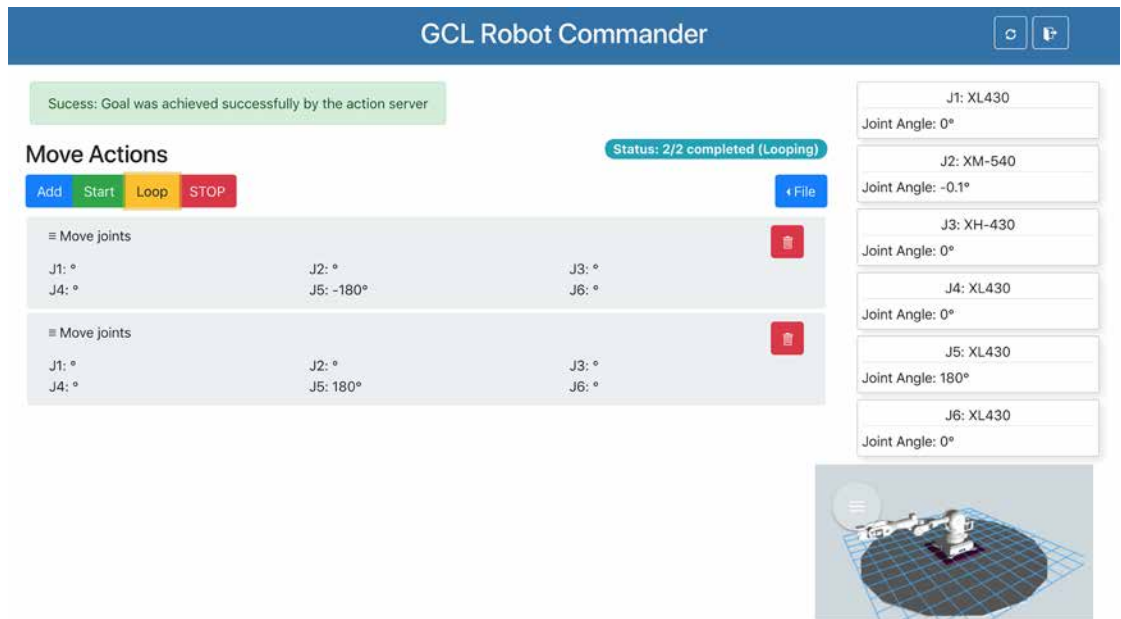 GCL Robot Commander
Sucess: Goal was achieved successfully by the action server
Move Actions
Status: 2/2 completed (Looping)
Add Start Loop STOP
File
Move joints
J1: ° J2: ° J3: °
J4: ° J5: -180° J6: °
Move joints
J1: ° J2: ° J3: °
J4: ° J5: 180° J6: °
J1: XL430
Joint Angle: 0°
J2: XM-540
Joint Angle: -0.1°
J3: XH-430
Joint Angle: 0°
J4: XL430
Joint Angle: 0°
J5: XL430
Joint Angle: 180°
J6: XL430
Joint Angle: 0°